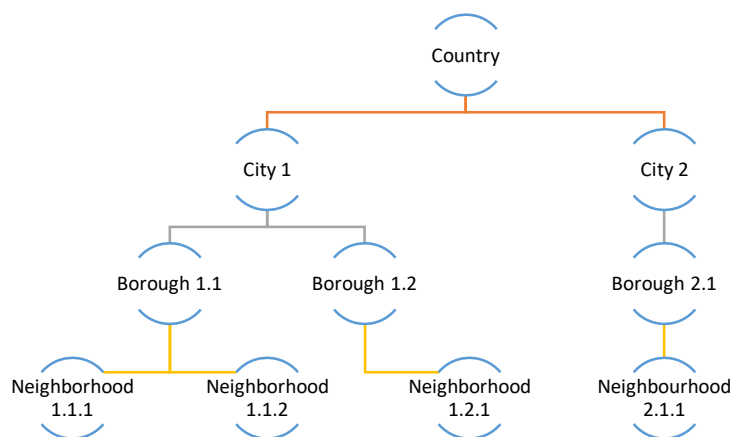 Country
City 1
City 2
Borough 1.1
Borough 1.2
Borough 2.1
Neighborhood
1.1.1
Neighborhood
1.1.2
Neighborhood
1.2.1
Neighbourhood
2.1.1